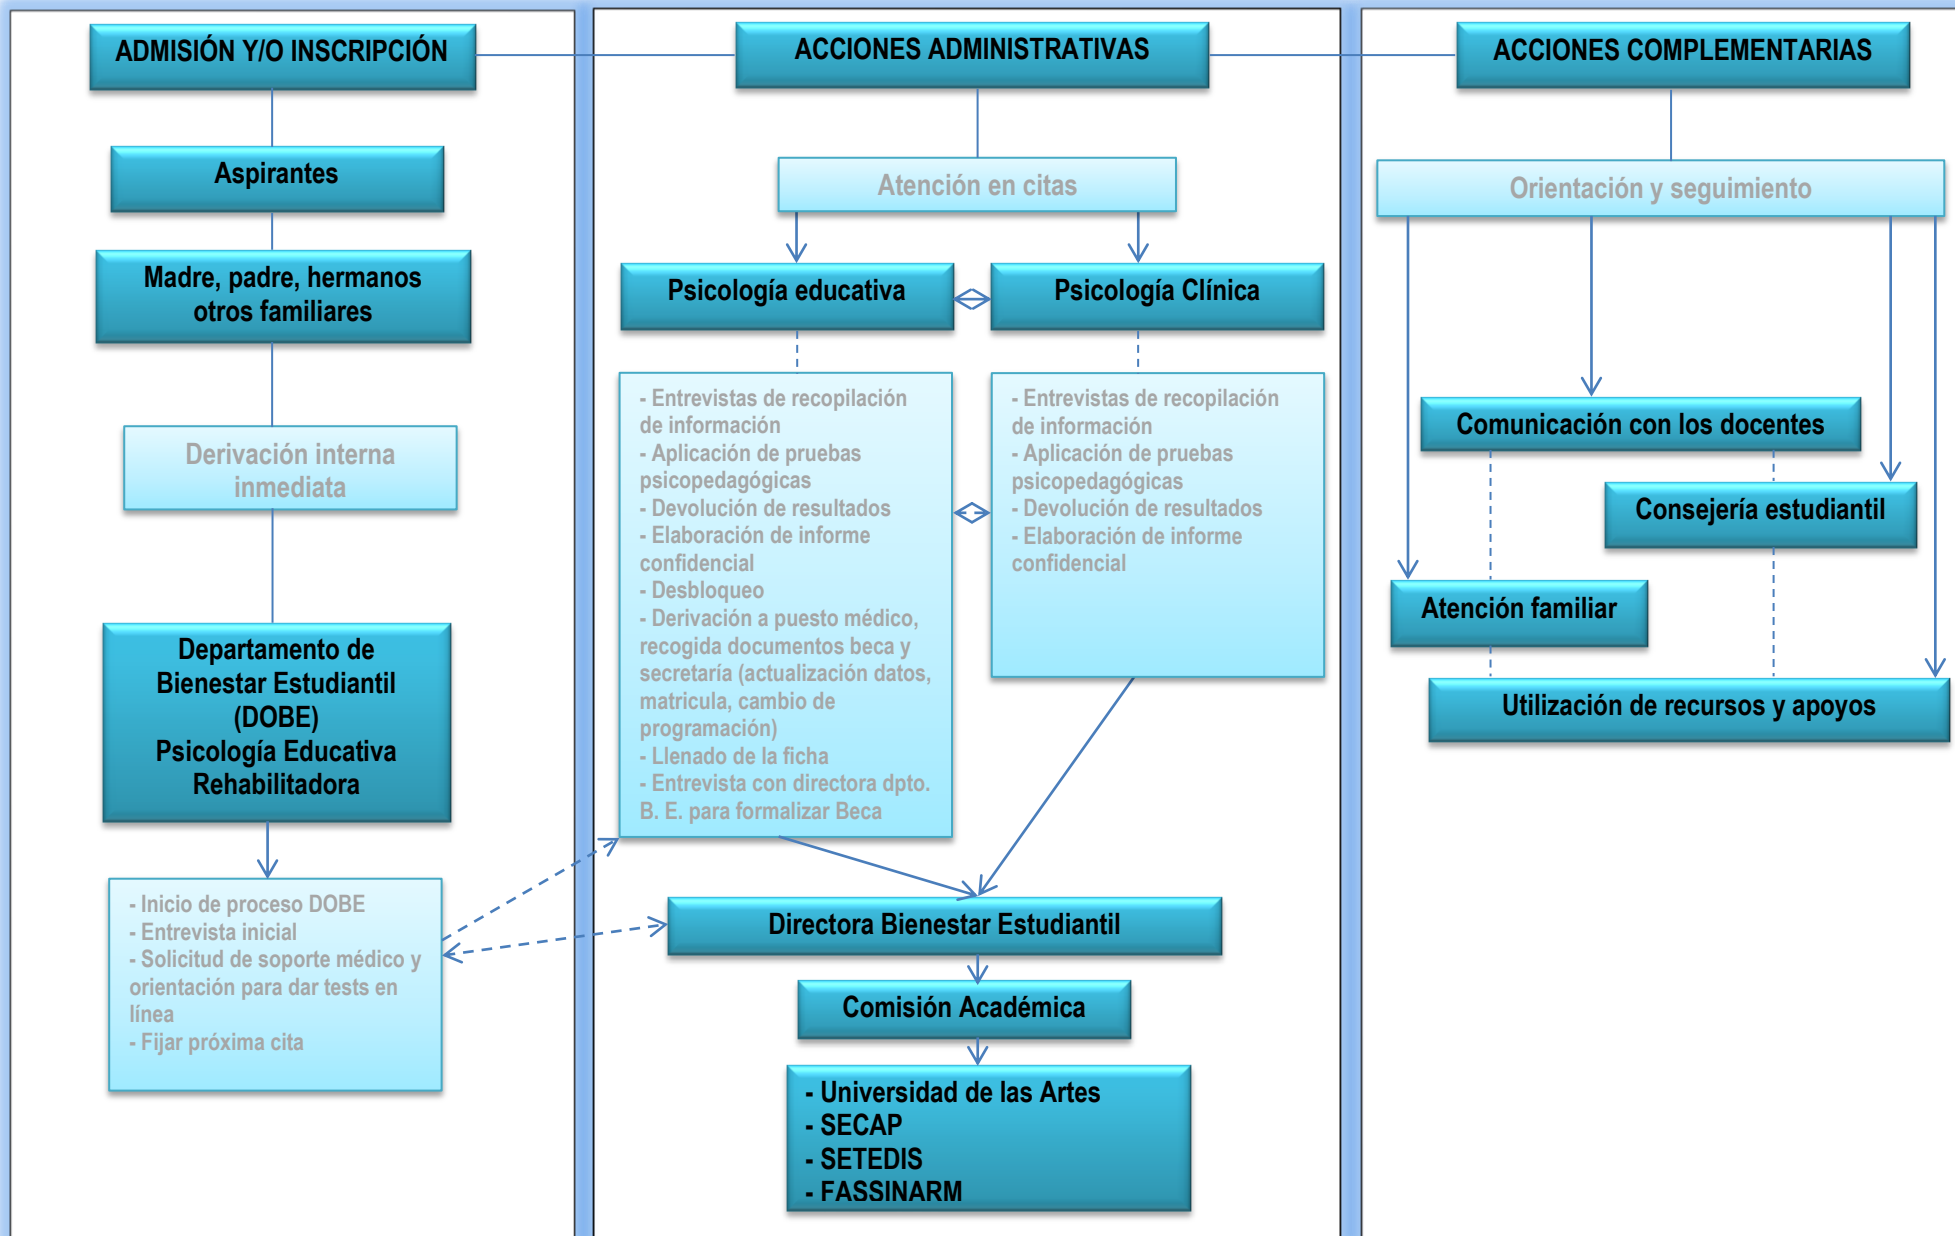 ADMISIÓN Y/O INSCRIPCIÓN
Aspirantes
Madre, padre, hermanos
otros familiares
Derivación interna
inmediata
Departamento de
Bienestar Estudiantil
(DOBE)
Psicología Educativa
Rehabilitadora
- Inicio de proceso DOBE
- Entrevista inicial
- Solicitud de soporte médico y
orientación para dar tests en
línea
- Fijar próxima cita
ACCIONES ADMINISTRATIVAS
Atención en citas
Psicología educativa
Psicología Clínica
- Entrevistas de recopilación
de información
- Aplicación de pruebas
psicopedagógicas
- Devolución de resultados
- Elaboración de informe
confidencial
- Desbloqueo
- Derivación a puesto médico,
recogida documentos beca y
secretaría (actualización datos,
matricula, cambio de
programación)
- Llenado de la ficha
- Entrevista con directora dpto.
B. E. para formalizar Beca
- Entrevistas de recopilación
de información
- Aplicación de pruebas
psicopedagógicas
- Devolución de resultados
- Elaboración de informe
confidencial
Directora Bienestar Estudiantil
Comisión Académica
- Universidad de las Artes
- SECAP
- SETEDIS
- FASSINARM
ACCIONES COMPLEMENTARIAS
Orientación y seguimiento
Comunicación con los docentes
Consejería estudiantil
Atención familiar
Utilización de recursos y apoyos